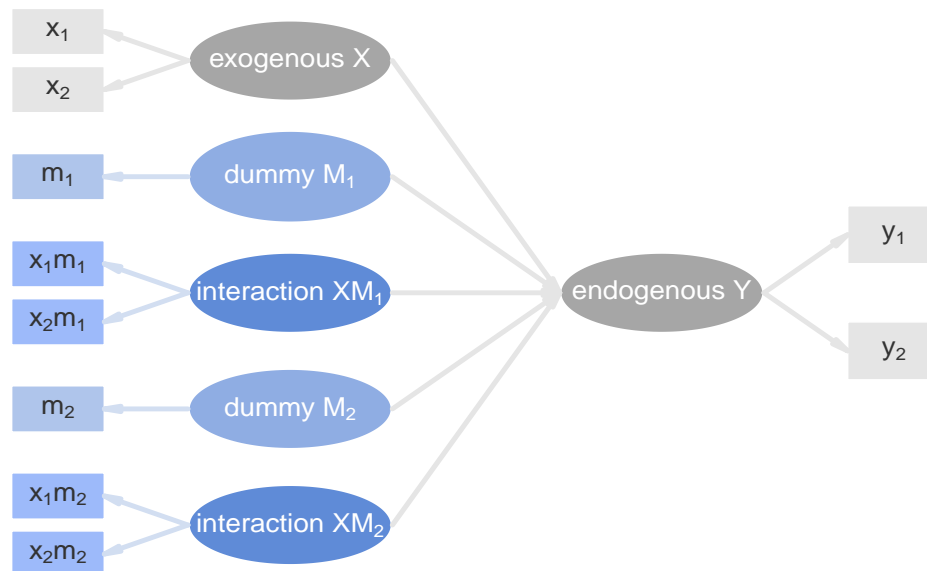 x₁
exogenous X
x₂
m₁
dummy M₁
x₁m₁
interaction XM₁
x₂m₁
endogenous Y
y₁
y₂
m₂
dummy M₂
x₁m₂
interaction XM₂
x₂m₂